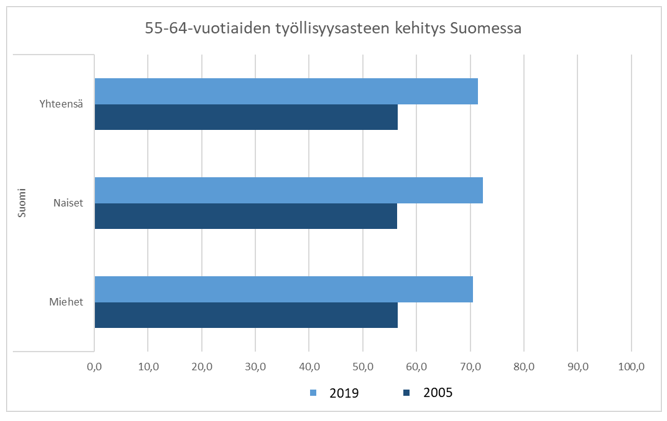 55-64-vuotiaiden työllisyysasteen kehitys Suomessa
Yhteensä
Naiset
Miehet
Suomi
0,0 10,0 20,0 30,0 40,0 50,0 60,0 70,0 80,0 90,0 100,0
2019 2005